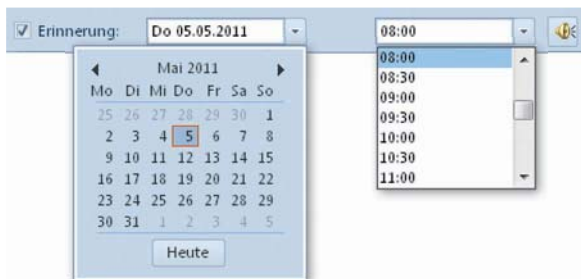 Erinnerung: Do 05.05.2011 08:00
Mai 2011
Mo Di Mi Do Fr Sa So
25 26 27 28 29 30 1
2 3 4 5 6 7 8
9 10 11 12 13 14 15
16 17 18 19 20 21 22
23 24 25 26 27 28 29
30 31 1 2 3 4 5
Heute
08:00
08:30
09:00
09:30
10:00
10:30
11:00